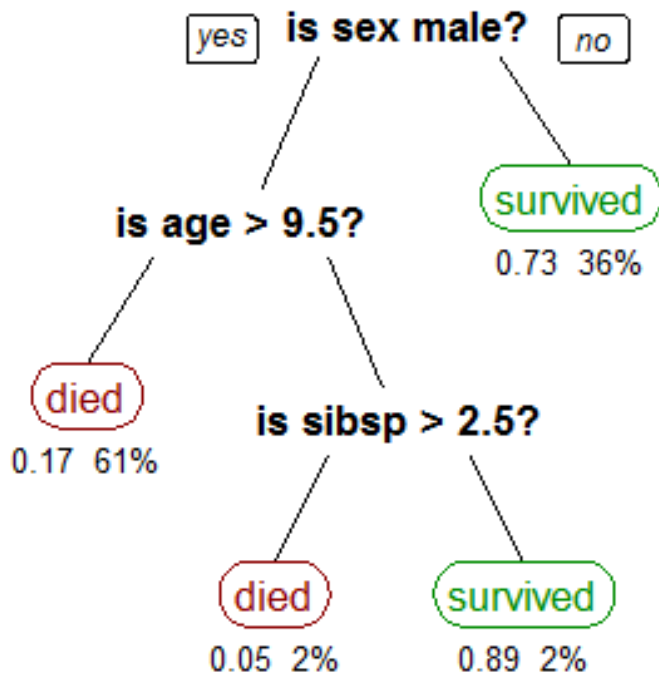 yes is sex male? no
survived
0.73 36%
is age > 9.5?
died
0.17 61%
is sibsp > 2.5?
died survived
0.05 2% 0.89 2%